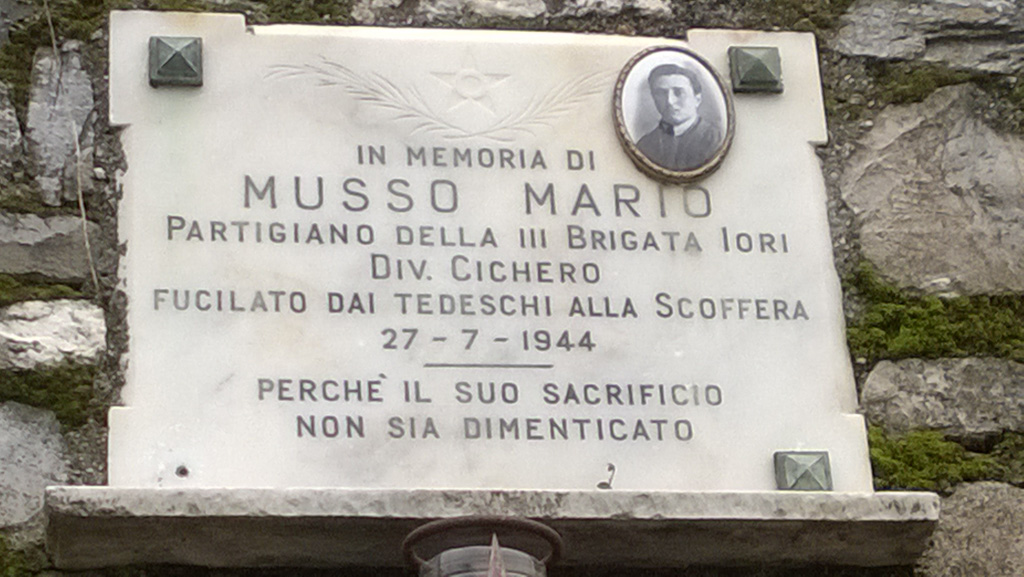 IN MEMORIA DI
MUSSO MARIO
PARTIGIANO DELLA III BRIGATA IORI
DIV. CICHERO
FUCILATO DAI TEDESCHI ALLA SCOFFERA
27 - 7 - 1944
PERCHÈ IL SUO SACRIFICIO
NON SIA DIMENTICATO